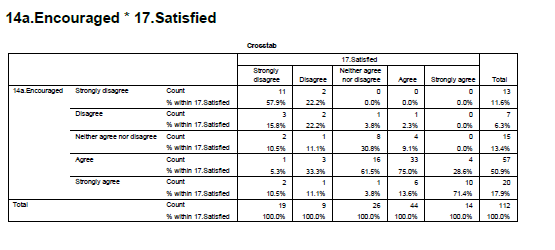 14a.Encouraged * 17.Satisfied
Crosstab
17.Satisfied
Strongly disagree Disagree Neither agree nor disagree Agree Strongly agree Total
14a.Encouraged Strongly disagree Count 11 2 0 0 0 13
% within 17.Satisfied 57.9% 22.2% 0.0% 0.0% 0.0% 11.6%
Disagree Count 3 2 1 1 0 7
% within 17.Satisfied 15.8% 22.2% 3.8% 2.3% 0.0% 6.3%
Neither agree nor disagree Count 2 1 8 4 0 15
% within 17.Satisfied 10.5% 11.1% 30.8% 9.1% 0.0% 13.4%
Agree Count 1 3 16 33 4 57
% within 17.Satisfied 5.3% 33.3% 61.5% 75.0% 28.6% 50.9%
Strongly agree Count 2 1 1 6 10 20
% within 17.Satisfied 10.5% 11.1% 3.8% 13.6% 71.4% 17.9%
Total Count 19 9 26 44 14 112
% within 17.Satisfied 100.0% 100.0% 100.0% 100.0% 100.0% 100.0%